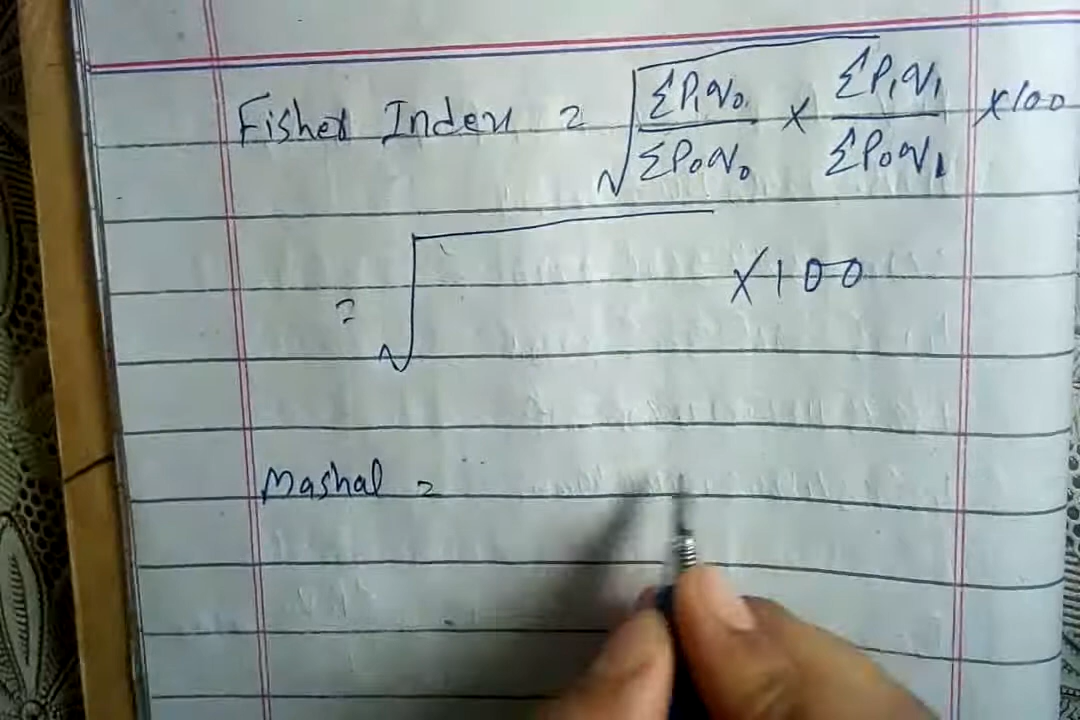 Fisher Index = √(ΣP₁q₀/ΣP₀q₀ × ΣP₁q₁/ΣP₀q₁) ×100
= √ ×100
Mashal =